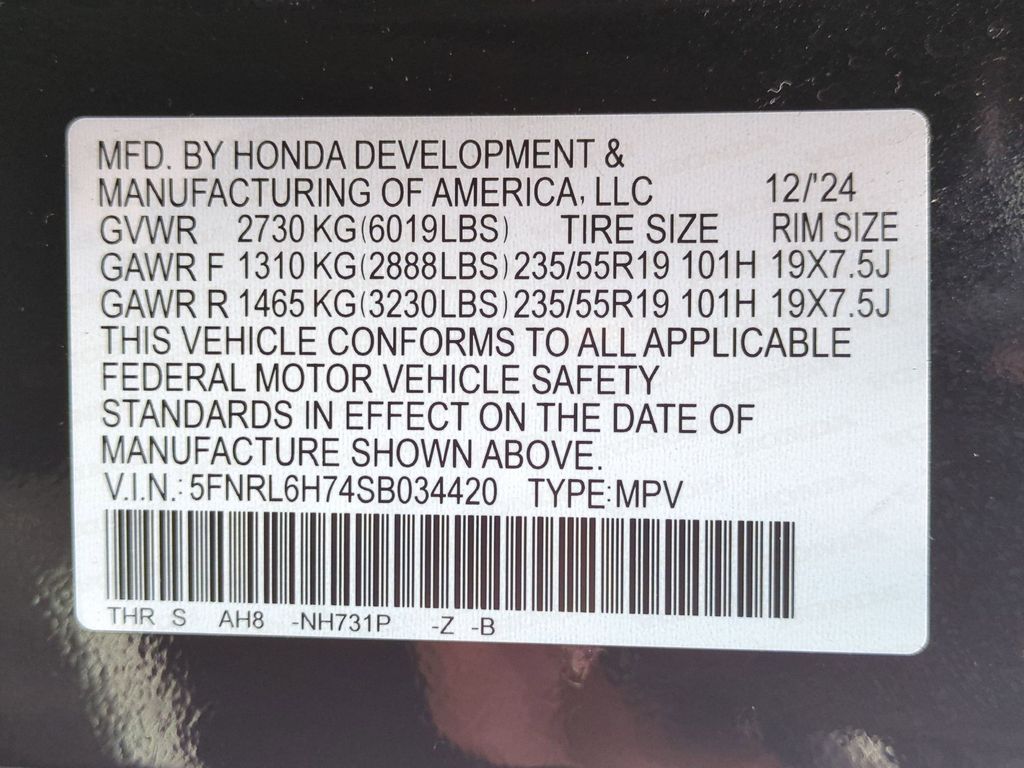 MFD. BY HONDA DEVELOPMENT &
MANUFACTURING OF AMERICA, LLC 12/'24
GVWR 2730 KG(6019LBS) TIRE SIZE RIM SIZE
GAWR F 1310 KG(2888LBS) 235/55R19 101H 19X7.5J
GAWR R 1465 KG(3230LBS) 235/55R19 101H 19X7.5J
THIS VEHICLE CONFORMS TO ALL APPLICABLE
FEDERAL MOTOR VEHICLE SAFETY
STANDARDS IN EFFECT ON THE DATE OF
MANUFACTURE SHOWN ABOVE.
V.I.N.: 5FNRL6H74SB034420 TYPE:MPV
THR S AH8 -NH731P -Z -B